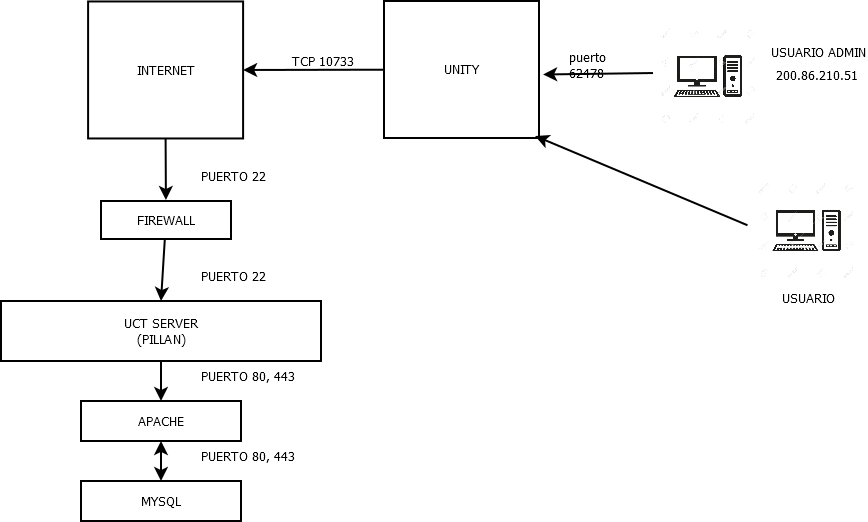 INTERNET
TCP 10733
UNITY
puerto
62478
USUARIO ADMIN
200.86.210.51
PUERTO 22
FIREWALL
PUERTO 22
USUARIO
UCT SERVER
(PILLAN)
PUERTO 80, 443
APACHE
PUERTO 80, 443
MYSQL